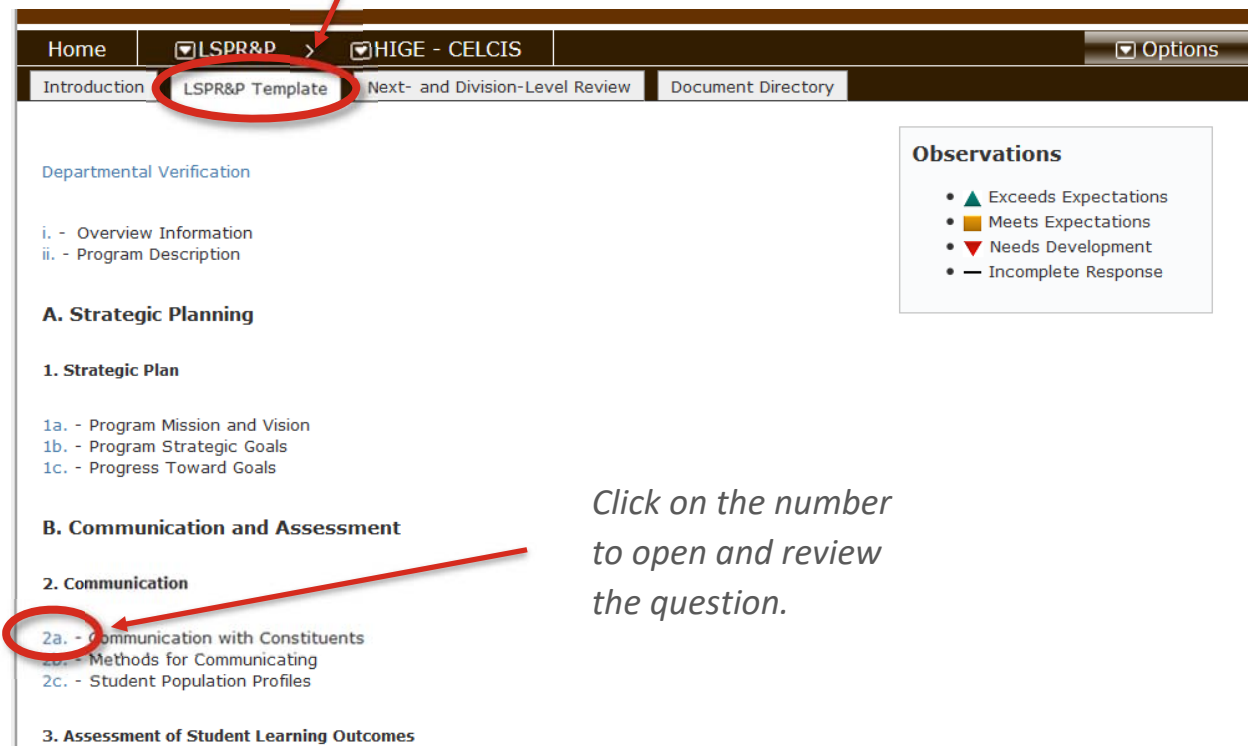 Home LSPR&P > HIGE - CELCIS Options
Introduction LSPR&P Template Next- and Division-Level Review Document Directory
Departmental Verification
i. - Overview Information
ii. - Program Description
A. Strategic Planning
1. Strategic Plan
1a. - Program Mission and Vision
1b. - Program Strategic Goals
1c. - Progress Toward Goals
B. Communication and Assessment
2. Communication
2a. - Communication with Constituents
2b. - Methods for Communicating
2c. - Student Population Profiles
3. Assessment of Student Learning Outcomes
Observations
Exceeds Expectations
Meets Expectations
Needs Development
Incomplete Response
Click on the number
to open and review
the question.